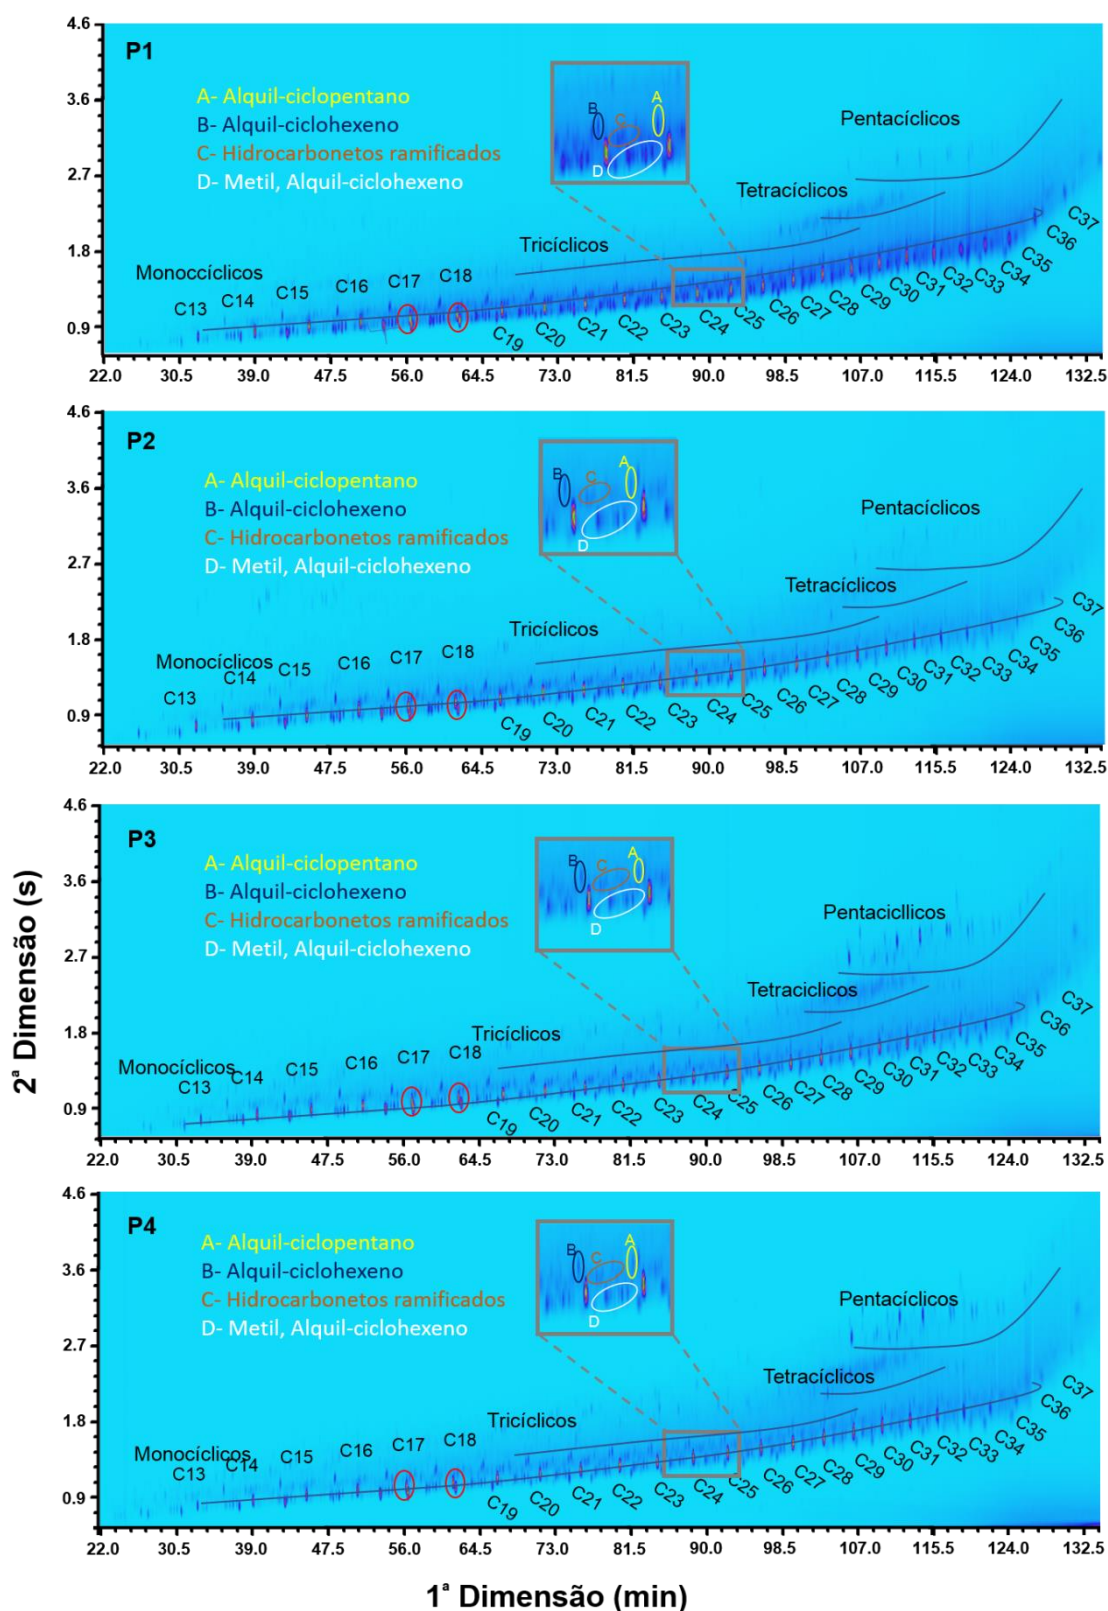 P1
A- Alquil-ciclopentano
B- Alquil-ciclohexeno
C- Hidrocarbonetos ramificados
D- Metil, Alquil-ciclohexeno
A
B
C
D
Pentacíclicos
Tetracíclicos
Tricíclicos
Monoccíclicos
C13 C14 C15 C16 C17 C18
C19 C20 C21 C22 C23 C24 C25 C26 C27 C28 C29 C30 C31 C32 C33 C34 C35 C36 C37
4.6
3.6
2.7
1.8
0.9
22.0 30.5 39.0 47.5 56.0 64.5 73.0 81.5 90.0 98.5 107.0 115.5 124.0 132.5
P2
A- Alquil-ciclopentano
B- Alquil-ciclohexeno
C- Hidrocarbonetos ramificados
D- Metil, Alquil-ciclohexeno
A
B
C
D
Pentacíclicos
Tetracíclicos
Tricíclicos
Monocíclicos
C13 C14 C15 C16 C17 C18
C19 C20 C21 C22 C23 C24 C25 C26 C27 C28 C29 C30 C31 C32 C33 C34 C35 C36 C37
4.6
3.6
2.7
1.8
0.9
22.0 30.5 39.0 47.5 56.0 64.5 73.0 81.5 90.0 98.5 107.0 115.5 124.0 132.5
P3
A- Alquil-ciclopentano
B- Alquil-ciclohexeno
C- Hidrocarbonetos ramificados
D- Metil, Alquil-ciclohexeno
A
B
C
D
Pentacicllicos
Tetraciclicos
Tricíclicos
Monocíclicos
C13 C14 C15 C16 C17 C18
C19 C20 C21 C22 C23 C24 C25 C26 C27 C28 C29 C30 C31 C32 C33 C34 C35 C36 C37
4.6
3.6
2.7
1.8
0.9
22.0 30.5 39.0 47.5 56.0 64.5 73.0 81.5 90.0 98.5 107.0 115.5 124.0 132.5
P4
A- Alquil-ciclopentano
B- Alquil-ciclohexeno
C- Hidrocarbonetos ramificados
D- Metil, Alquil-ciclohexeno
A
B
C
D
Pentacíclicos
Tetracíclicos
Tricíclicos
Monocíclicos
C13 C14 C15 C16 C17 C18
C19 C20 C21 C22 C23 C24 C25 C26 C27 C28 C29 C30 C31 C32 C33 C34 C35 C36 C37
4.6
3.6
2.7
1.8
0.9
22.0 30.5 39.0 47.5 56.0 64.5 73.0 81.5 90.0 98.5 107.0 115.5 124.0 132.5
2ª Dimensão (s)
1ª Dimensão (min)